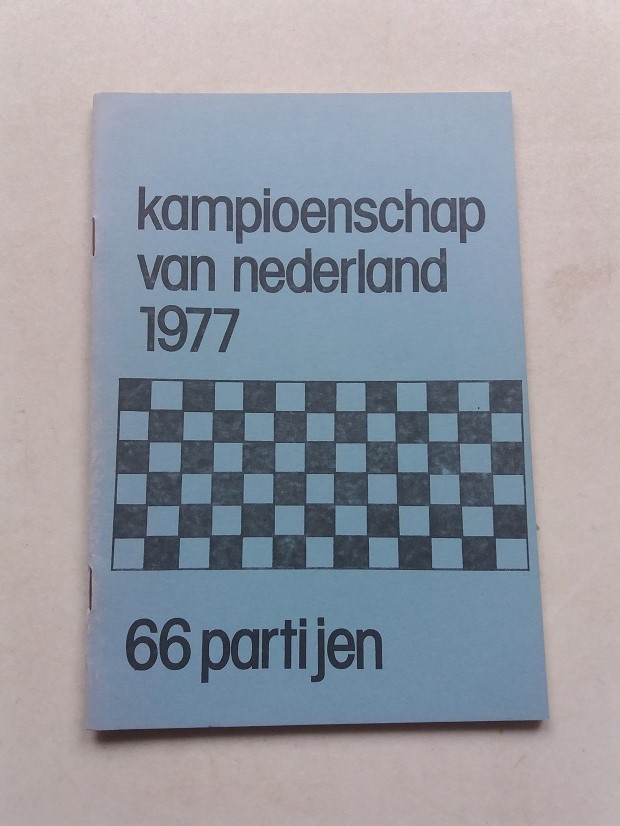 kampioenschap
van nederland
1977
66 partijen